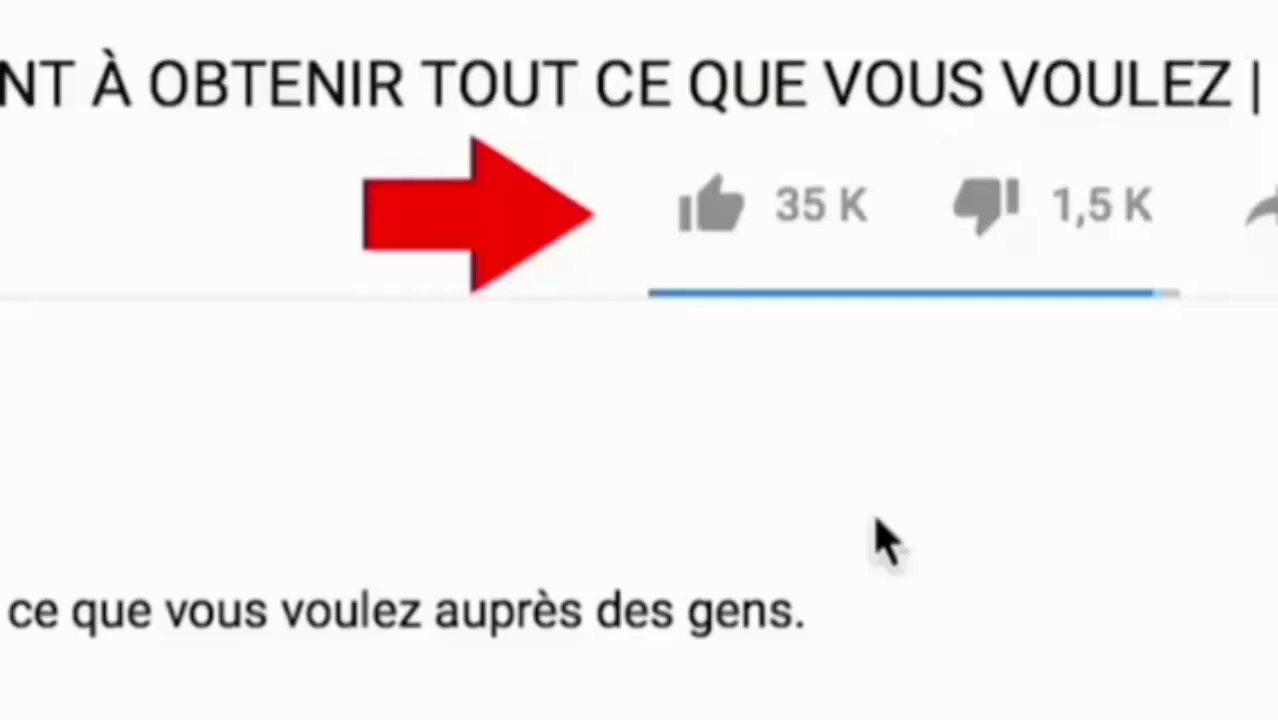 NT À OBTENIR TOUT CE QUE VOUS VOULEZ |
35 K 1,5 K
ce que vous voulez auprès des gens.